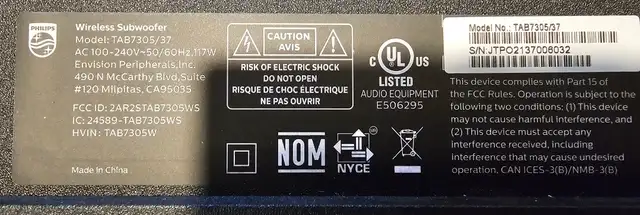 PHILIPS
Wireless Subwoofer
Model: TAB7305/37
AC 100-240V~50/60Hz,117W
Envision Peripherals,Inc.
490 N McCarthy Blvd,Suite
#120 Milpitas, CA95035
FCC ID: 2AR2STAB7305WS
IC: 24589-TAB7305WS
HVIN: TAB7305W
Made in China
CAUTION
AVIS
RISK OF ELECTRIC SHOCK
DO NOT OPEN
RISQUE DE CHOC ÉLECTRIQUE
NE PAS OUVRIR
C UL US
LISTED
AUDIO EQUIPMENT
E506295
NOM
NYCE
Model No.: TAB7305/37
S/N:JTPO2137006032
This device complies with Part 15 of
the FCC Rules. Operation is subject to the
following two conditions: (1) This device may
not cause harmful interference, and
(2) This device must accept any
interference received, including
interference that may cause undesired
operation. CAN ICES-3(B)/NMB-3(B)